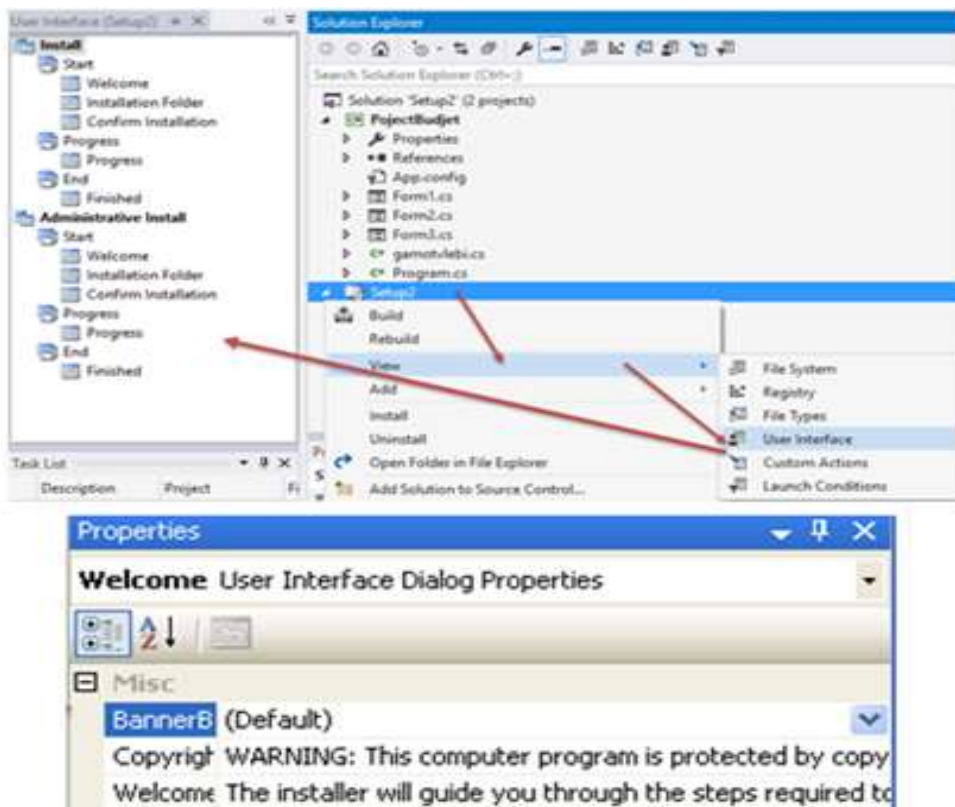 User Interface (Setup2)
Install
Start
Welcome
Installation Folder
Confirm Installation
Progress
Progress
End
Finished
Administrative Install
Start
Welcome
Installation Folder
Confirm Installation
Progress
Progress
End
Finished
Task List
Description Project
Solution Explorer
Search Solution Explorer (Ctrl+;)
Solution 'Setup2' (2 projects)
PojectBudjet
Properties
References
App.config
Form1.cs
Form2.cs
Form3.cs
gamotvlebi.cs
Program.cs
Setup2
Build
Rebuild
View
Add
Install
Uninstall
Open Folder in File Explorer
Add Solution to Source Control...
File System
Registry
File Types
User Interface
Custom Actions
Launch Conditions
Properties
Welcome User Interface Dialog Properties
Misc
BannerB (Default)
Copyrigh WARNING: This computer program is protected by copy
Welcome The installer will guide you through the steps required to